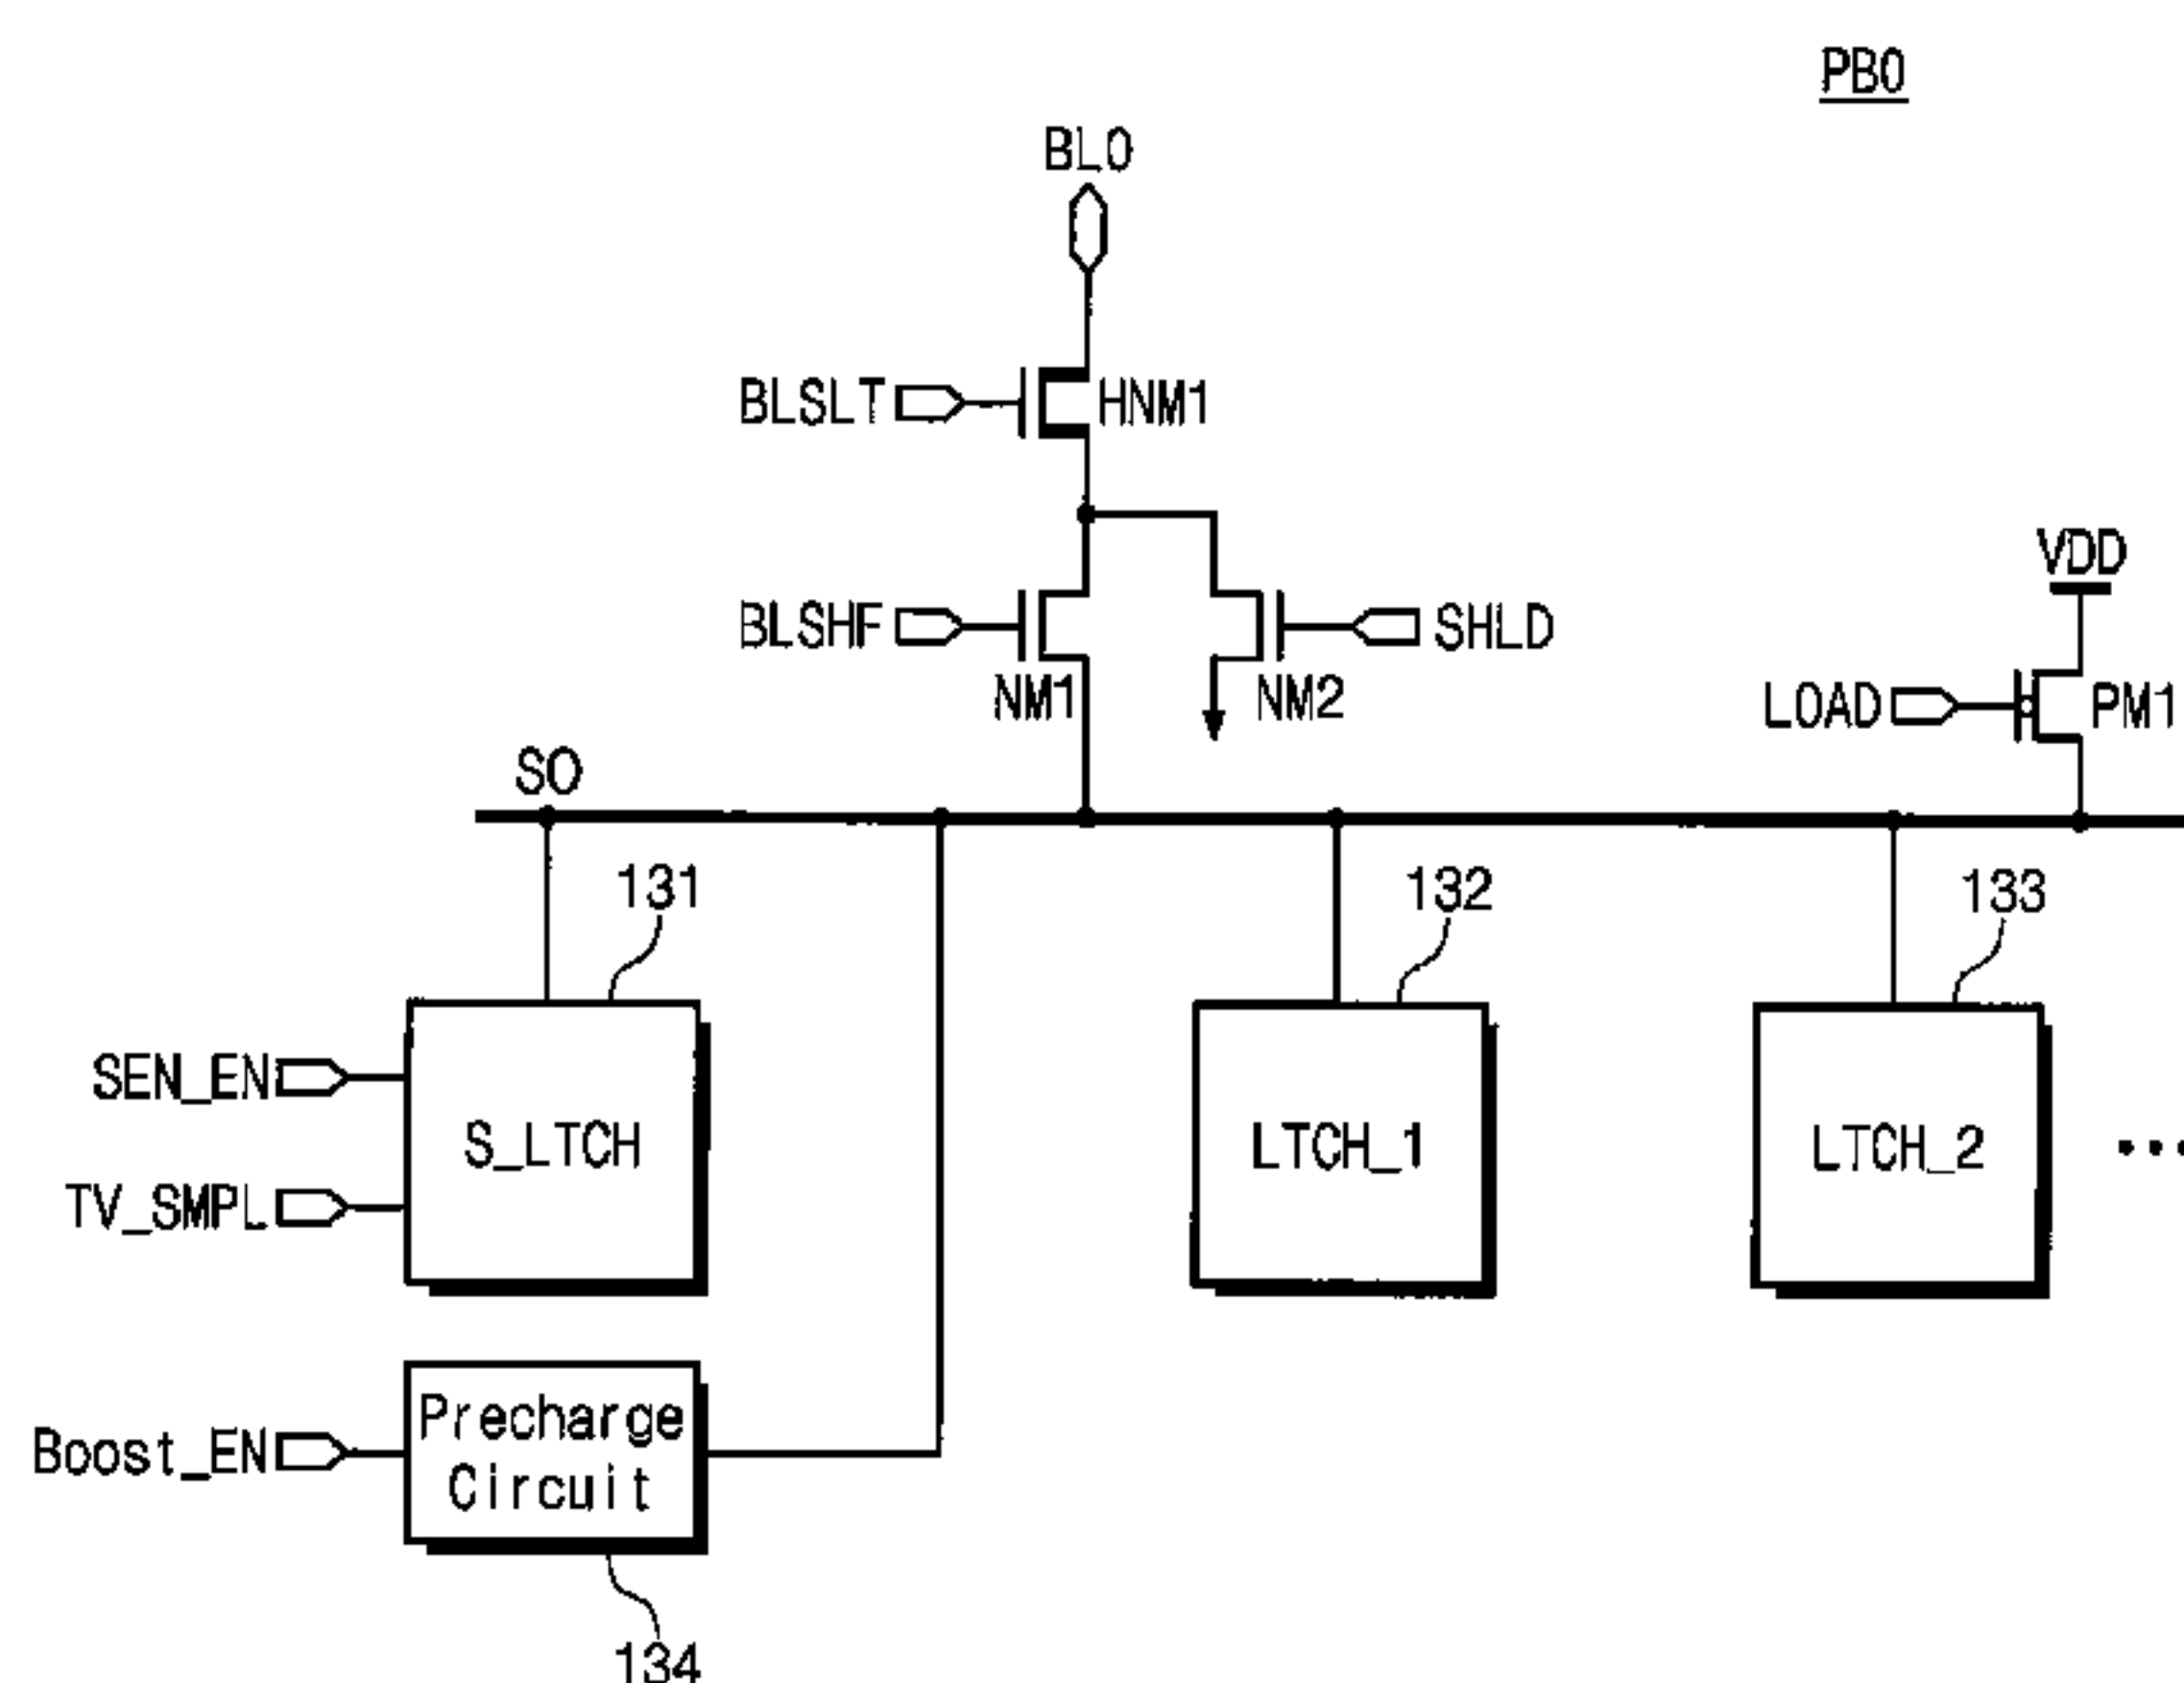 PB0
BL0
BLSLT
HNM1
VDD
BLSHF
SHLD
NM1
NM2
LOAD
PM1
SO
131
132
133
SEN_EN
S_LTCH
LTCH_1
LTCH_2
...
TV_SMPL
Boost_EN
Precharge
Circuit
134